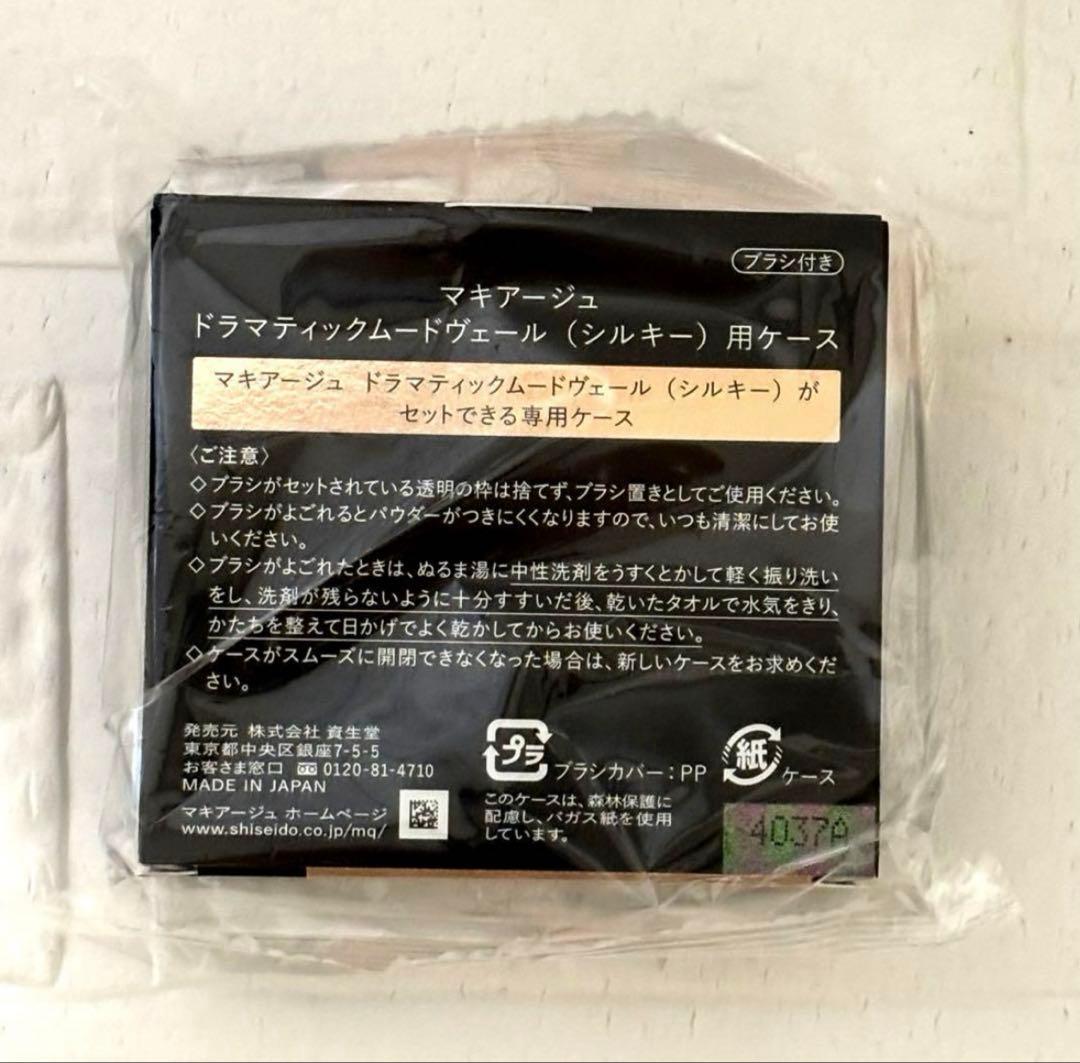 ブラシ付き
マキアージュ
ドラマティックムードヴェール（シルキー）用ケース
マキアージュ ドラマティックムードヴェール（シルキー）が
セットできる専用ケース
〈ご注意〉
◇ブラシがセットされている透明の枠は捨てず、ブラシ置きとしてご使用ください。
◇ブラシがよごれるとパウダーがつきにくくなりますので、いつも清潔にしてお使
いください。
◇ブラシがよごれたときは、ぬるま湯に中性洗剤をうすくとかして軽く振り洗い
をし、洗剤が残らないように十分すすいだ後、乾いたタオルで水気をきり、
かたちを整えて日かげでよく乾かしてからお使いください。
◇ケースがスムーズに開閉できなくなった場合は、新しいケースをお求めくだ
さい。
発売元 株式会社 資生堂
東京都中央区銀座7-5-5
お客さま窓口 0120-81-4710
MADE IN JAPAN
マキアージュ ホームページ
www.shiseido.co.jp/mq/
プラ
ブラシカバー：PP
紙
ケース
このケースは、森林保護に
配慮し、バガス紙を使用
しています。
4037A